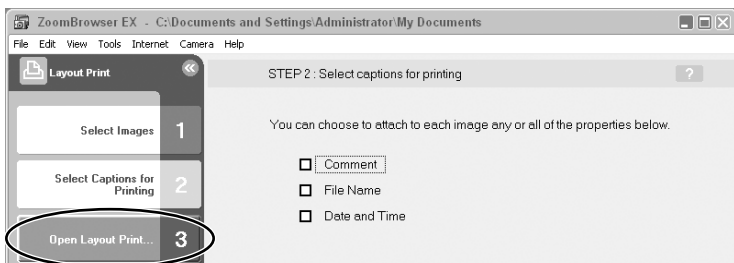 ZoomBrowser EX - C:\Documents and Settings\Administrator\My Documents
File Edit View Tools Internet Camera Help
Layout Print
STEP 2 : Select captions for printing
?
Select Images 1
You can choose to attach to each image any or all of the properties below.
Comment
Select Captions for
Printing
2
File Name
Date and Time
Open Layout Print... 3